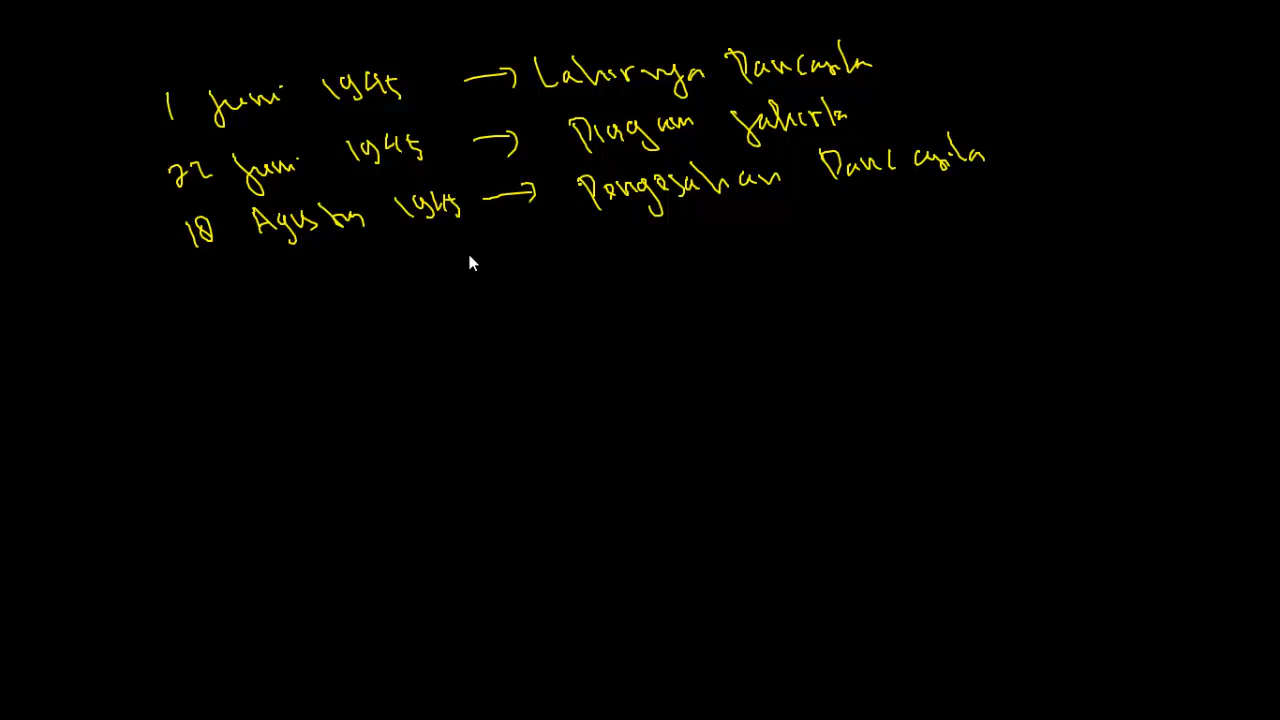 1 Juni 1945 → Lahirnya Pancasila
22 Juni 1945 → Piagam Jakarta
18 Agustus 1945 → Pengesahan Pancasila